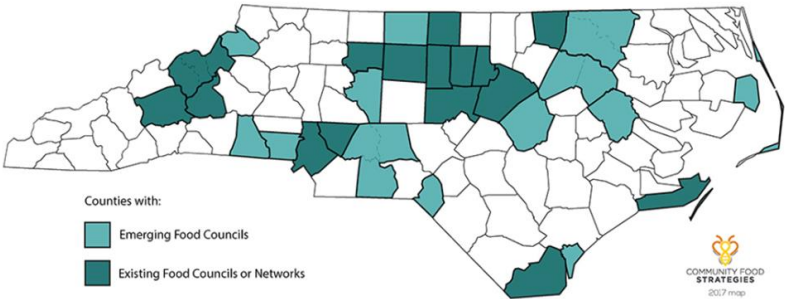 Counties with:
Emerging Food Councils
Existing Food Councils or Networks
COMMUNITY FOOD
STRATEGIES
2017 map